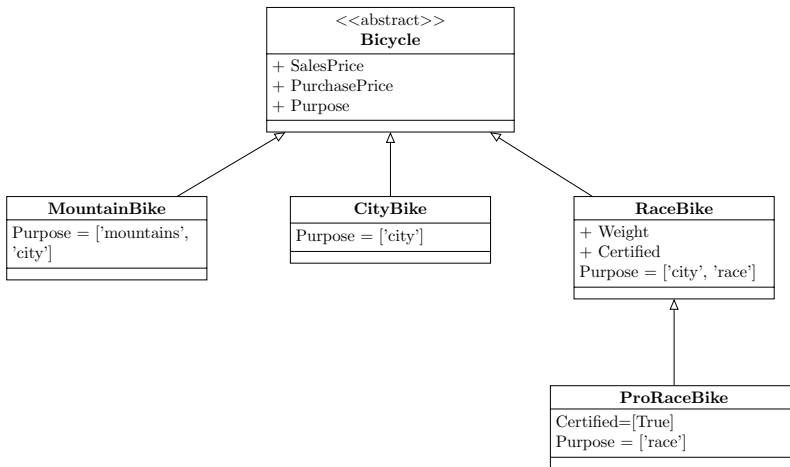 <<abstract>>
Bicycle
+ SalesPrice
+ PurchasePrice
+ Purpose
MountainBike
Purpose = ['mountains',
'city']
CityBike
Purpose = ['city']
RaceBike
+ Weight
+ Certified
Purpose = ['city', 'race']
ProRaceBike
Certified=[True]
Purpose = ['race']